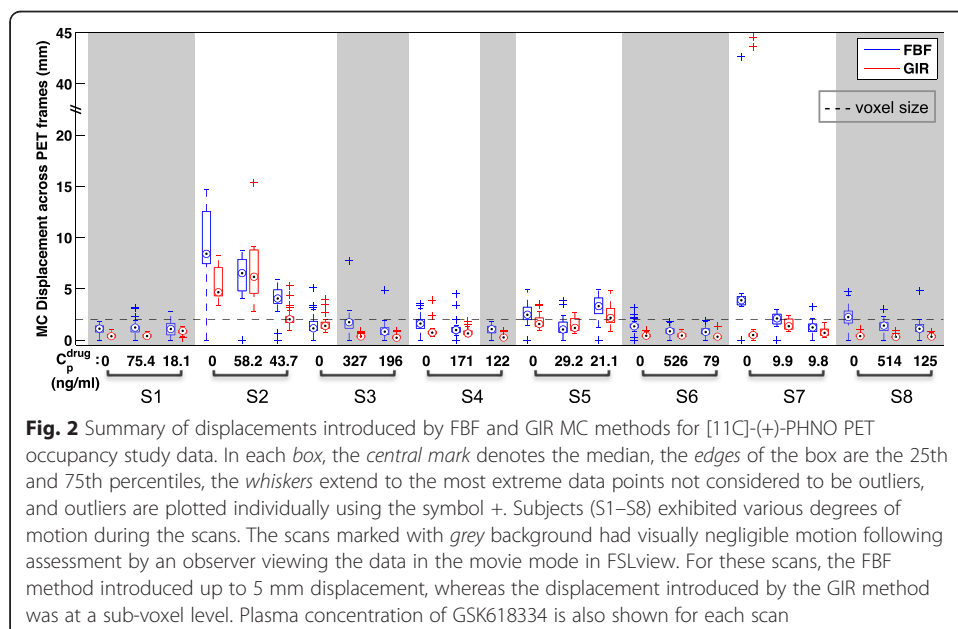 45
40
20
15
10
5
0
MC Displacement across PET frames (mm)
FBF
GIR
--- voxel size
C_p^drug : 0 75.4 18.1 0 58.2 43.7 0 327 196 0 171 122 0 29.2 21.1 0 526 79 0 9.9 9.8 0 514 125
(ng/ml)
S1 S2 S3 S4 S5 S6 S7 S8
Fig. 2 Summary of displacements introduced by FBF and GIR MC methods for [11C]-(+)-PHNO PET
occupancy study data. In each box, the central mark denotes the median, the edges of the box are the 25th
and 75th percentiles, the whiskers extend to the most extreme data points not considered to be outliers,
and outliers are plotted individually using the symbol +. Subjects (S1–S8) exhibited various degrees of
motion during the scans. The scans marked with grey background had visually negligible motion following
assessment by an observer viewing the data in the movie mode in FSLview. For these scans, the FBF
method introduced up to 5 mm displacement, whereas the displacement introduced by the GIR method
was at a sub-voxel level. Plasma concentration of GSK618334 is also shown for each scan